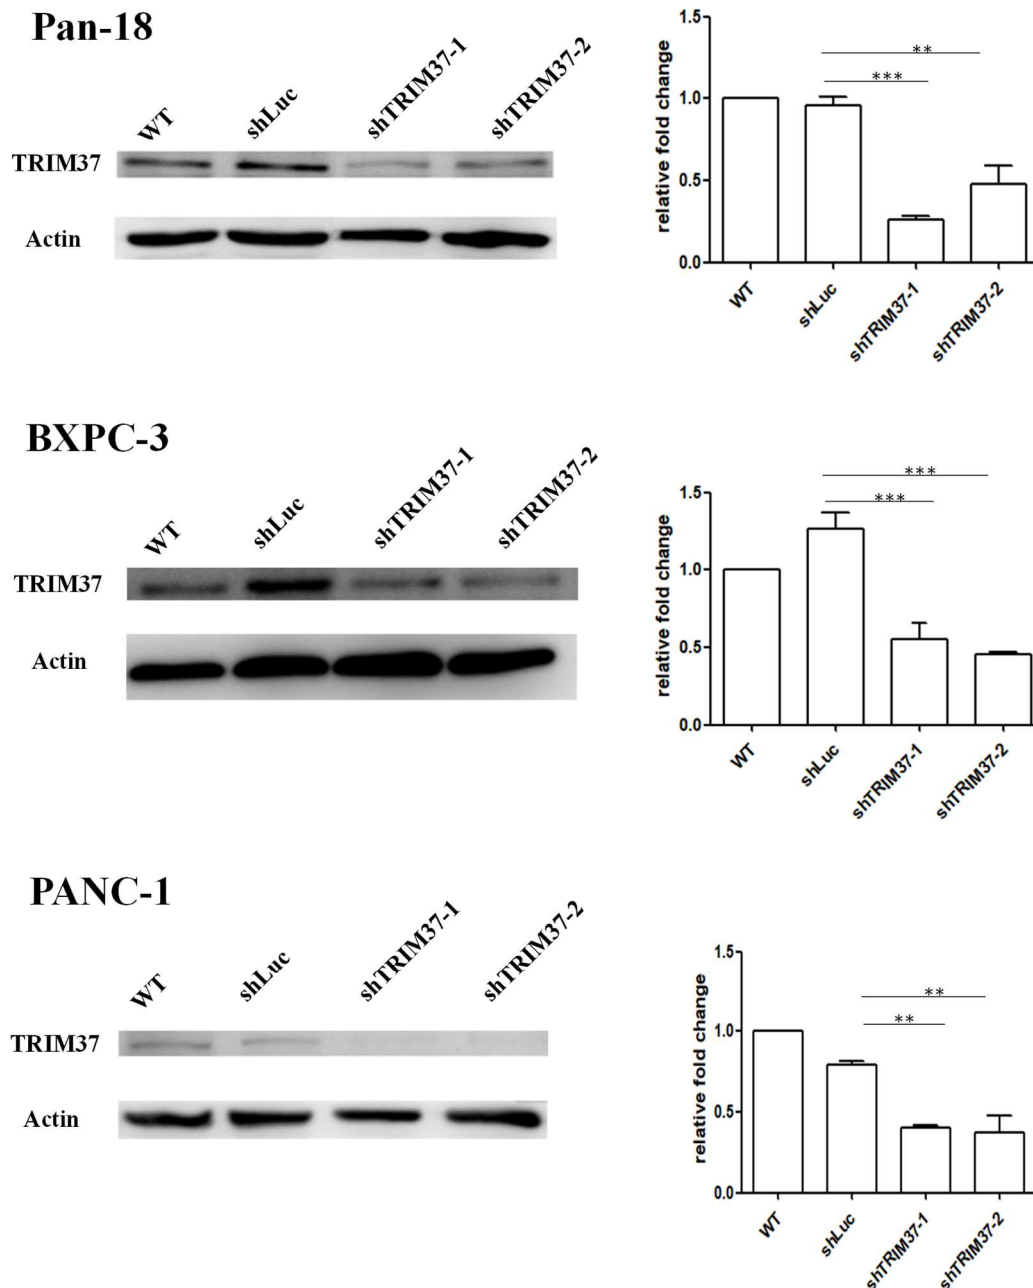 Pan-18
WT
shLuc
shTRIM37-1
shTRIM37-2
TRIM37
Actin
relative fold change
1.5
1.0
0.5
0.0
**
***
WT
shLuc
shTRIM37-1
shTRIM37-2
BXPC-3
WT
shLuc
shTRIM37-1
shTRIM37-2
TRIM37
Actin
relative fold change
1.5
1.0
0.5
0.0
***
***
WT
shLuc
shTRIM37-1
shTRIM37-2
PANC-1
WT
shLuc
shTRIM37-1
shTRIM37-2
TRIM37
Actin
relative fold change
1.5
1.0
0.5
0.0
**
**
WT
shLuc
shTRIM37-1
shTRIM37-2